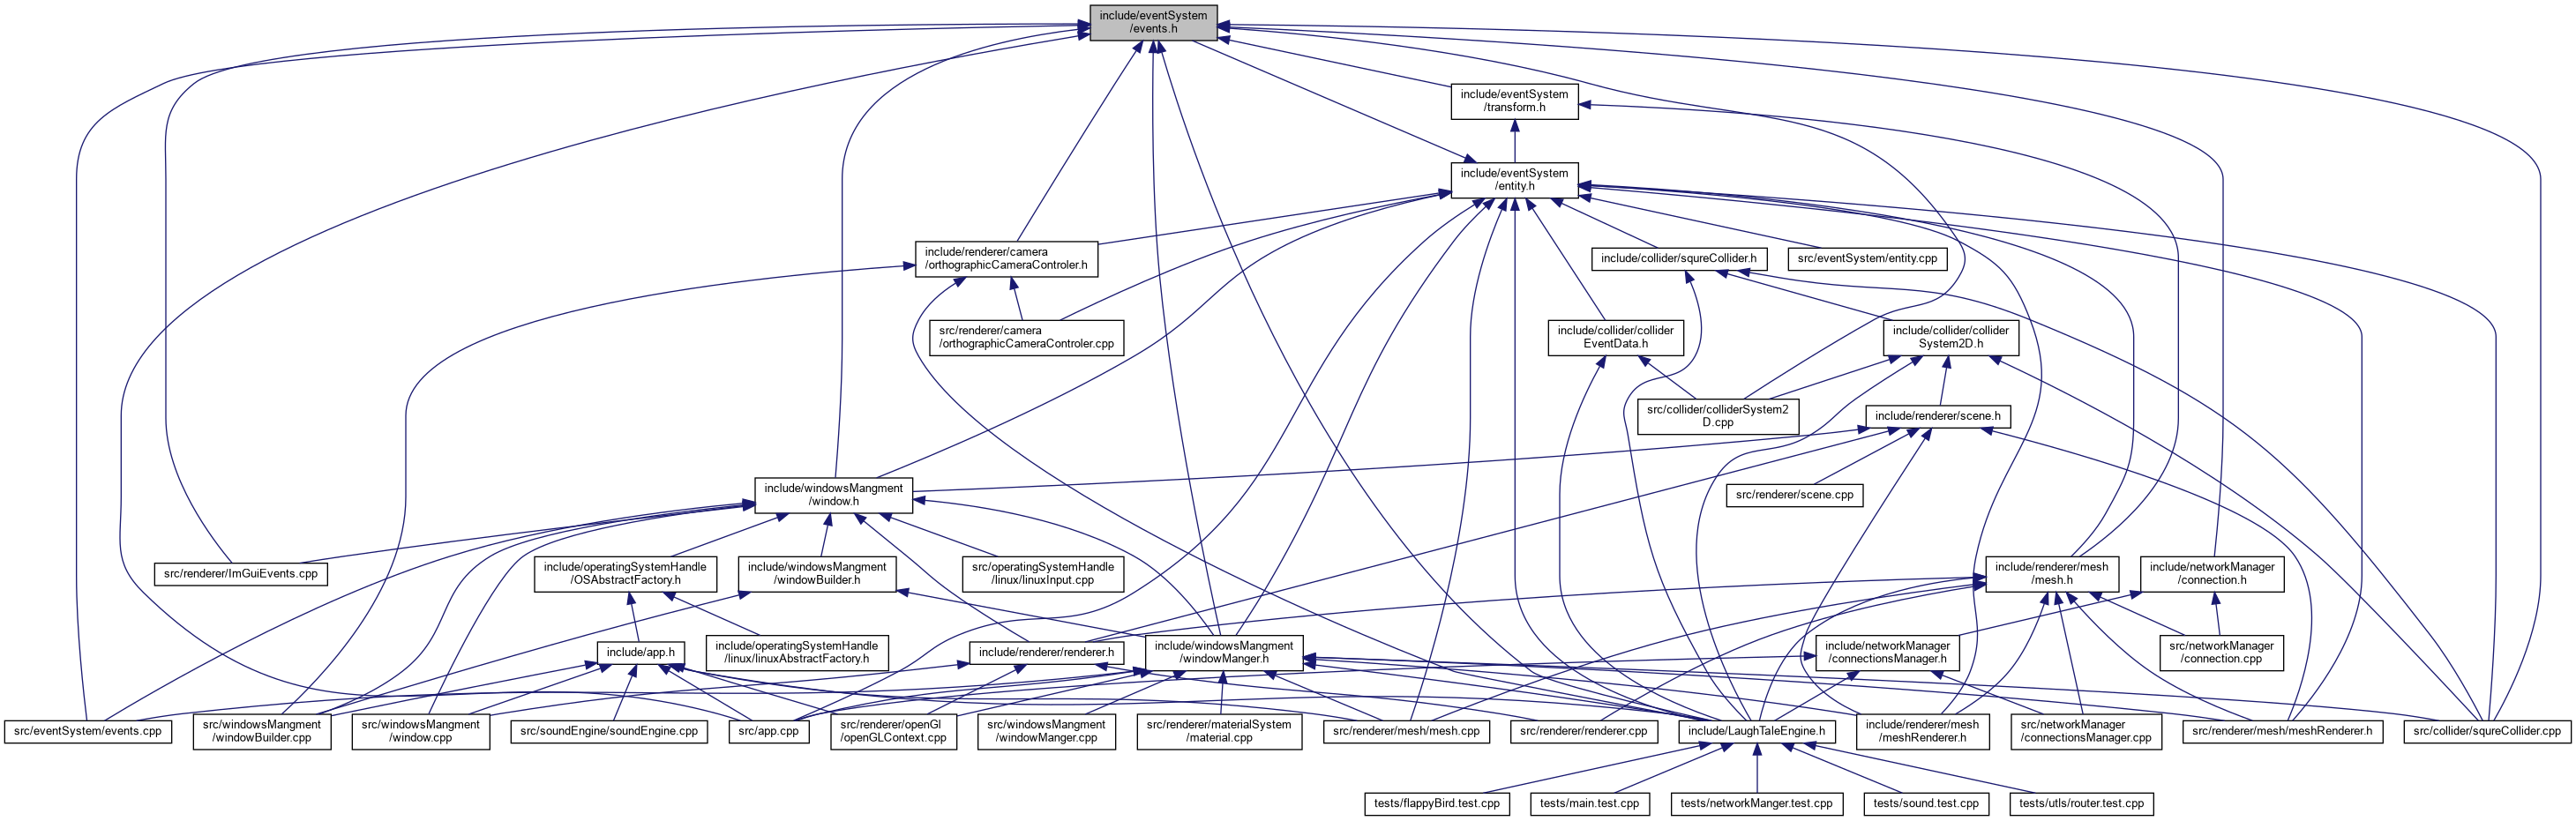 include/eventSystem
/events.h
include/eventSystem
/transform.h
include/eventSystem
/entity.h
include/renderer/camera
/orthographicCameraControler.h
include/collider/squreCollider.h
src/eventSystem/entity.cpp
src/renderer/camera
/orthographicCameraControler.cpp
include/collider/collider
EventData.h
include/collider/collider
System2D.h
src/collider/colliderSystem2
D.cpp
include/renderer/scene.h
include/windowsMangment
/window.h
src/renderer/scene.cpp
src/renderer/ImGuiEvents.cpp
include/operatingSystemHandle
/OSAbstractFactory.h
include/windowsMangment
/windowBuilder.h
src/operatingSystemHandle
/linux/linuxInput.cpp
include/renderer/mesh
/mesh.h
include/networkManager
/connection.h
include/app.h
include/operatingSystemHandle
/linux/linuxAbstractFactory.h
include/renderer/renderer.h
include/windowsMangment
/windowManger.h
include/networkManager
/connectionsManager.h
src/networkManager
/connection.cpp
src/eventSystem/events.cpp
src/windowsMangment
/windowBuilder.cpp
src/windowsMangment
/window.cpp
src/soundEngine/soundEngine.cpp
src/app.cpp
src/renderer/openGl
/openGLContext.cpp
src/windowsMangment
/windowManger.cpp
src/renderer/materialSystem
/material.cpp
src/renderer/mesh/mesh.cpp
src/renderer/renderer.cpp
include/LaughTaleEngine.h
include/renderer/mesh
/meshRenderer.h
src/networkManager
/connectionsManager.cpp
src/renderer/mesh/meshRenderer.h
src/collider/squreCollider.cpp
tests/flappyBird.test.cpp
tests/main.test.cpp
tests/networkManger.test.cpp
tests/sound.test.cpp
tests/utls/router.test.cpp